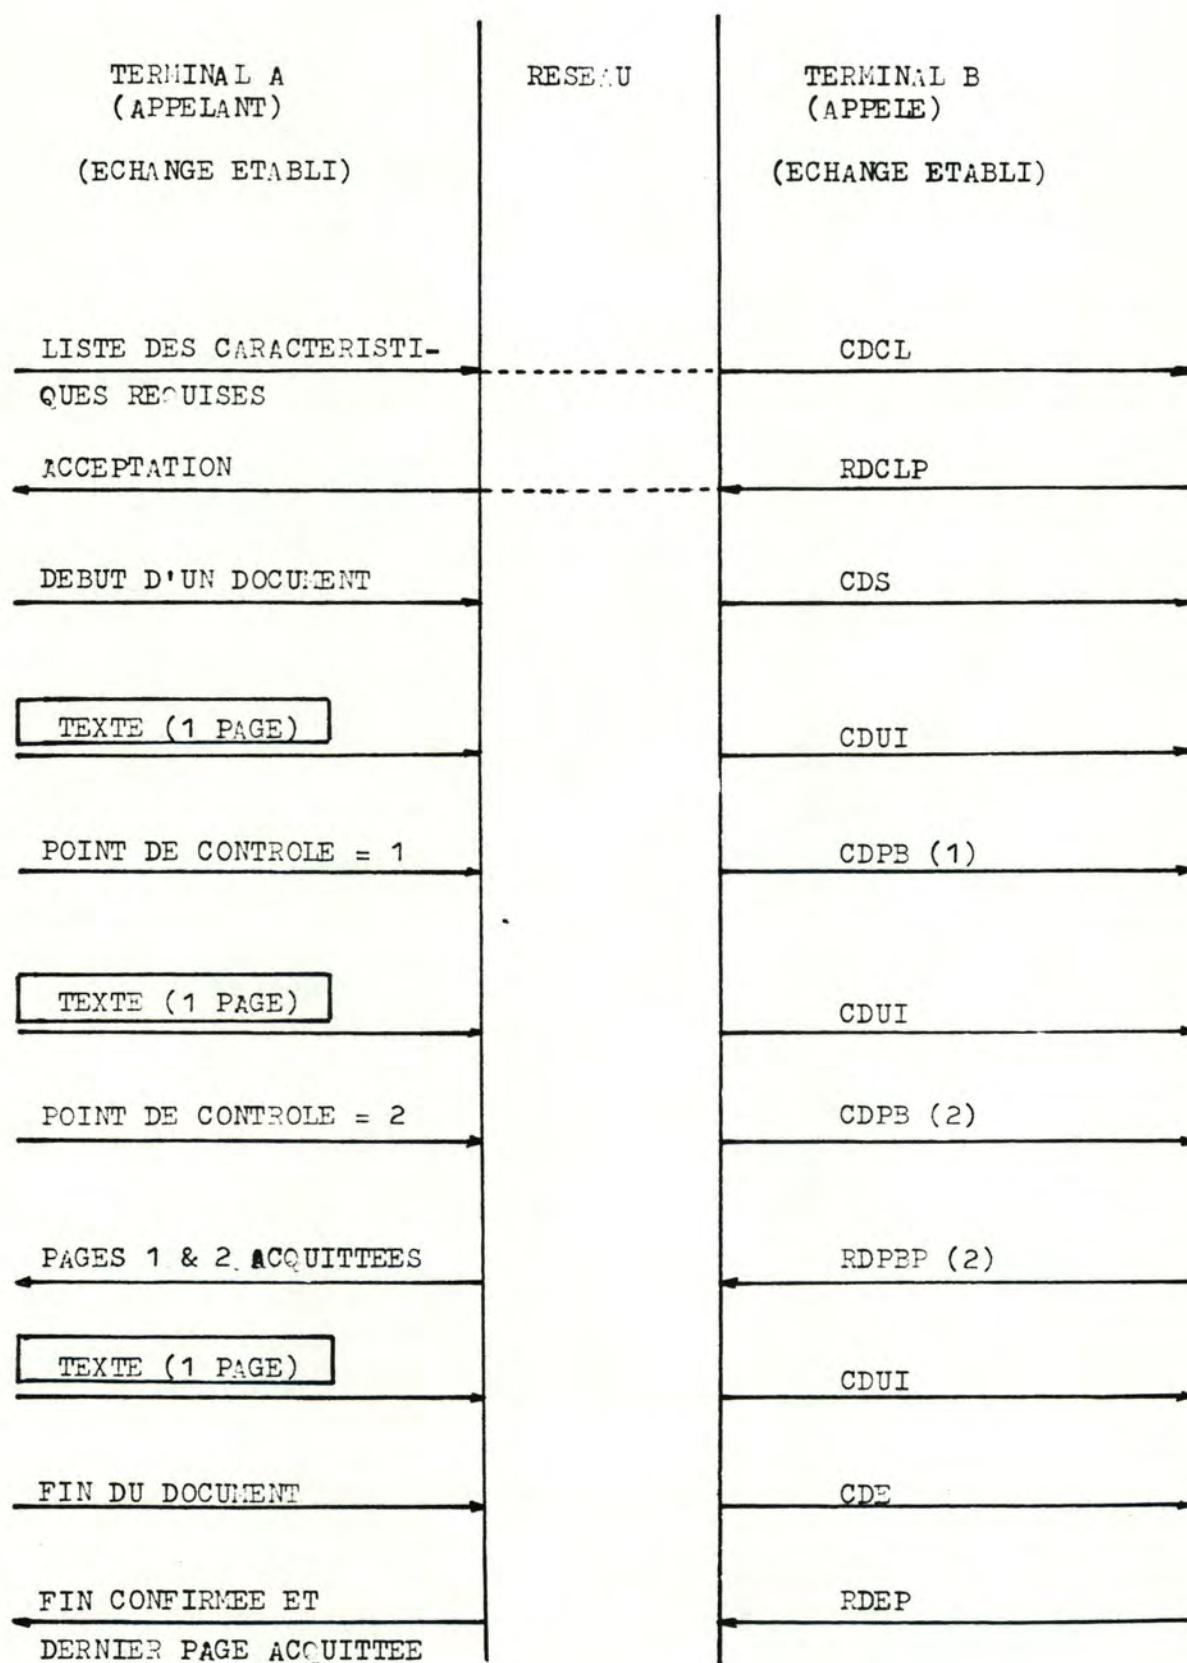 TERMINAL A
(APPELANT)
(ECHANGE ETABLI)
RESEAU
TERMINAL B
(APPELE)
(ECHANGE ETABLI)
LISTE DES CARACTERISTI-
QUES REQUISES
CDCL
ACCEPTATION
RDCLP
DEBUT D'UN DOCUMENT
CDS
TEXTE (1 PAGE)
CDUI
POINT DE CONTROLE = 1
CDPB (1)
TEXTE (1 PAGE)
CDUI
POINT DE CONTROLE = 2
CDPB (2)
PAGES 1 & 2 ACQUITTEES
RDPBP (2)
TEXTE (1 PAGE)
CDUI
FIN DU DOCUMENT
CDE
FIN CONFIRMEE ET
DERNIER PAGE ACQUITTEE
RDEP